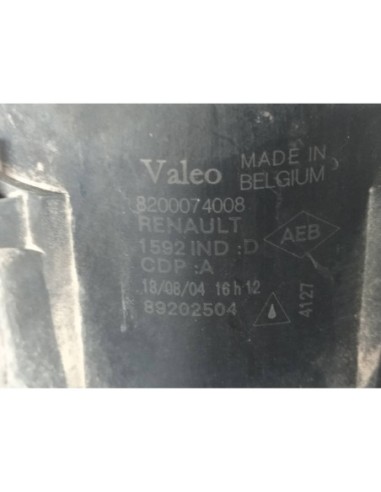 Valeo
MADE IN
BELGIUM
8200074008
RENAULT
1592 IND :D
AEB
CDP :A
18/08/04 16 h 12
89202504
4127